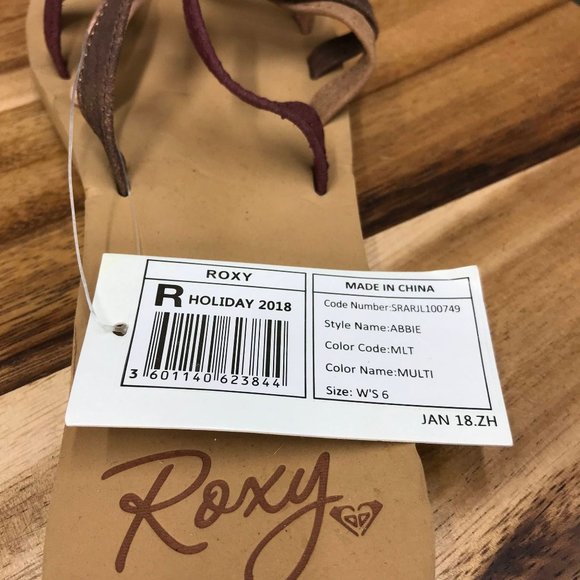 ROXY
R HOLIDAY 2018
3 601140 623844
MADE IN CHINA
Code Number:SRARJL100749
Style Name:ABBIE
Color Code:MLT
Color Name:MULTI
Size: W'S 6
JAN 18.ZH
Roxy